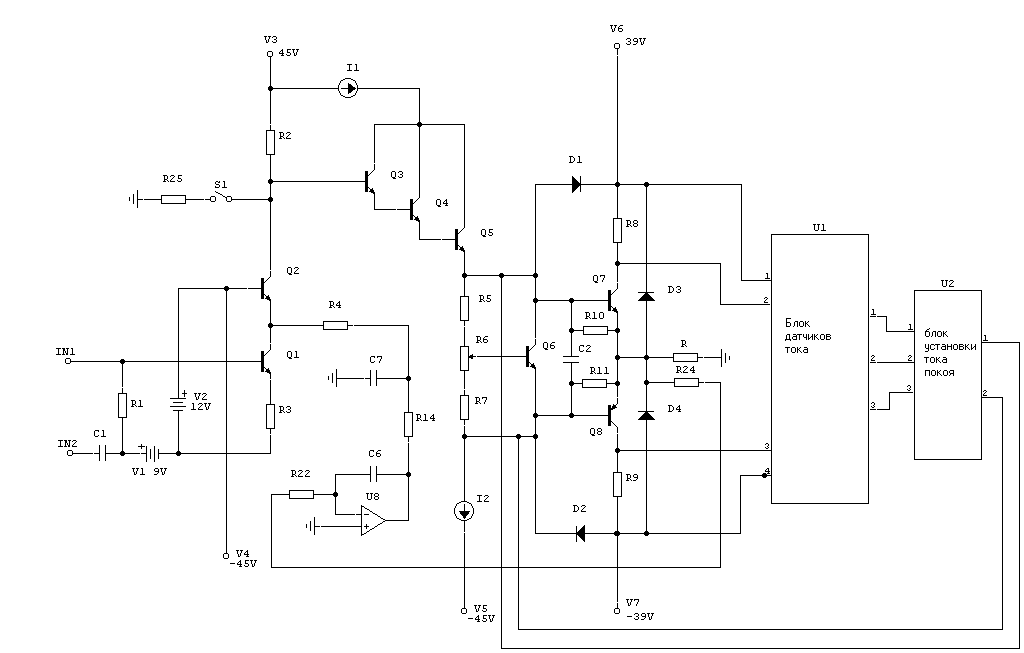 V3
45V
I1
V6
39V
R2
D1
R25
S1
Q3
Q4
Q5
R8
U1
Q2
Q7
D3
1
2
U2
R4
R5
R10
Блок
датчиков
тока
1
1
блок
установки
тока
покоя
1
R6
Q6
R
IN1
Q1
C2
C7
R11
R24
2
2
V2
12V
+
3
3
2
R1
R3
R7
D4
R14
Q8
C1
IN2
+
V1 9V
3
R22
C6
4
R9
U8
-
+
I2
D2
V4
-45V
V5
-45V
V7
-39V